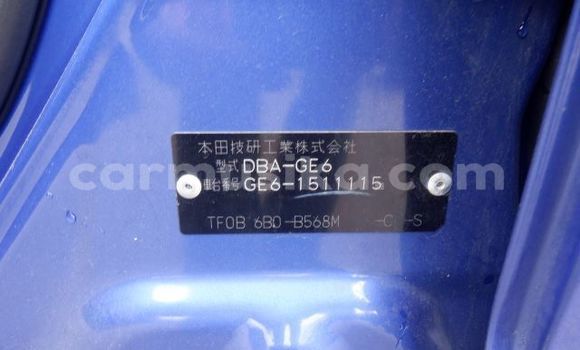 本田技研工業株式会社
型式 DBA-GE6
車台番号 GE6-1511115
TF0B 6B0-B568M -C -S